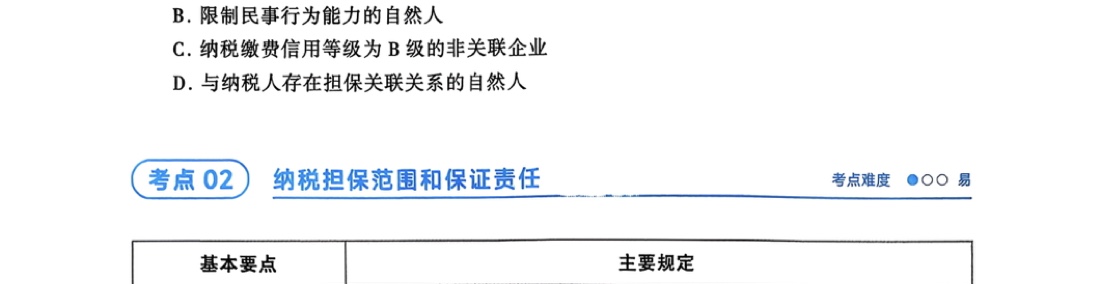 B. 限制民事行为能力的自然人
C. 纳税缴费信用等级为 B 级的非关联企业
D. 与纳税人存在担保关联关系的自然人
考点 02 纳税担保范围和保证责任 考点难度 ●○○ 易
基本要点 主要规定